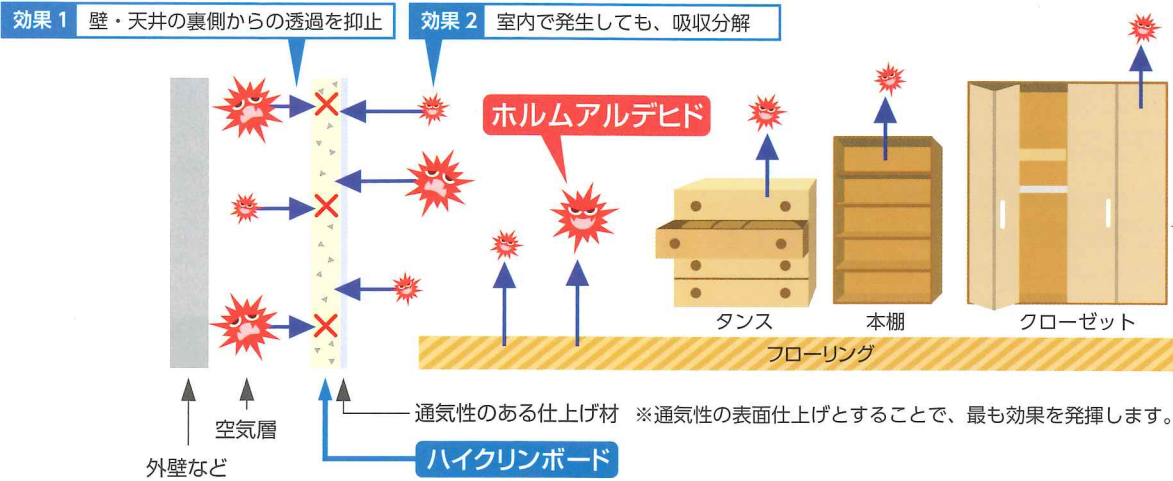 効果 1 壁・天井の裏側からの透過を抑止
効果 2 室内で発生しても、吸収分解
ホルムアルデヒド
タンス
本棚
クローゼット
フローリング
通気性のある仕上げ材 ※通気性の表面仕上げとすることで、最も効果を発揮します。
空気層
ハイクリンボード
外壁など